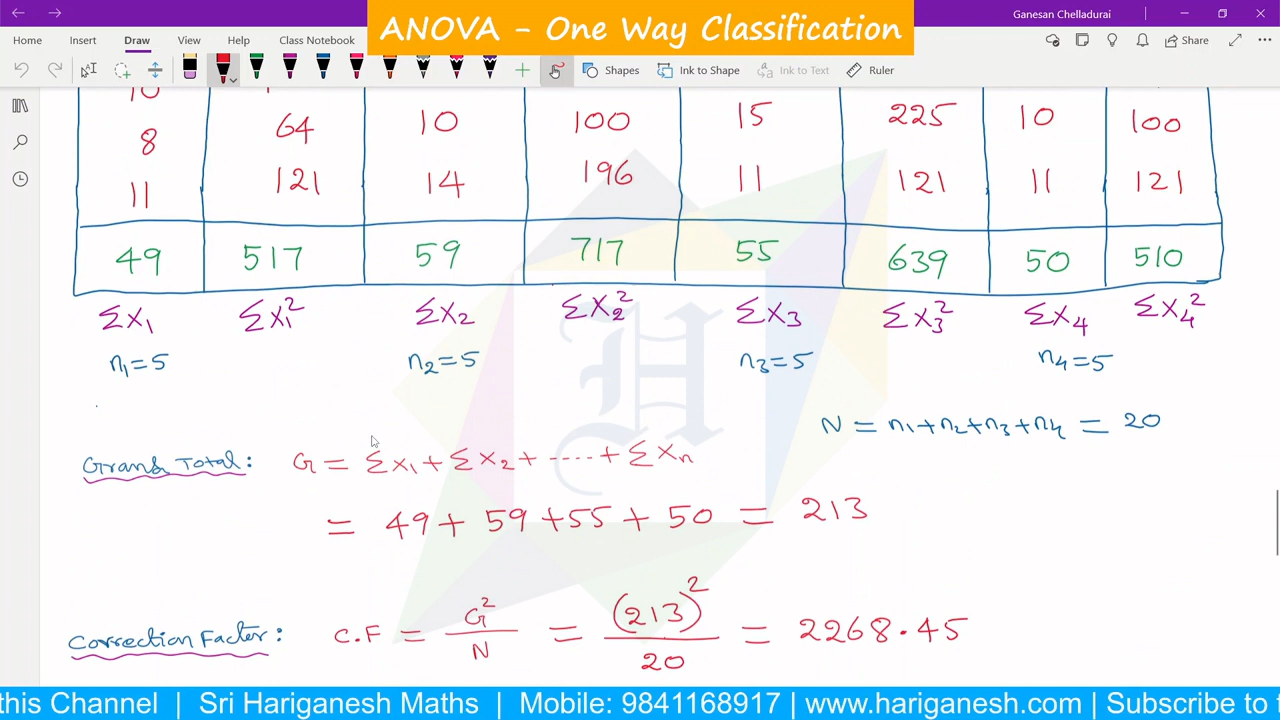 ANOVA - One Way Classification
Ganesan Chelladurai
Home Insert Draw View Help Class Notebook
Share
Shapes Ink to Shape Ink to Text Ruler
10
8 64 10 100 15 225 10 100
11 121 14 196 11 121 11 121
49 517 59 717 55 639 50 510
ΣX₁ ΣX₁² ΣX₂ ΣX₂² ΣX₃ ΣX₃² ΣX₄ ΣX₄²
n₁=5 n₂=5 n₃=5 n₄=5
N = n₁+n₂+n₃+n₄ = 20
Grand Total: G = ΣX₁+ΣX₂+ ····+ ΣXₙ
= 49+ 59+55+ 50 = 213
Correction Factor: C.F = G²/N = (213)²/20 = 2268.45
this Channel | Sri Hariganesh Maths | Mobile: 9841168917 | www.hariganesh.com | Subscribe to